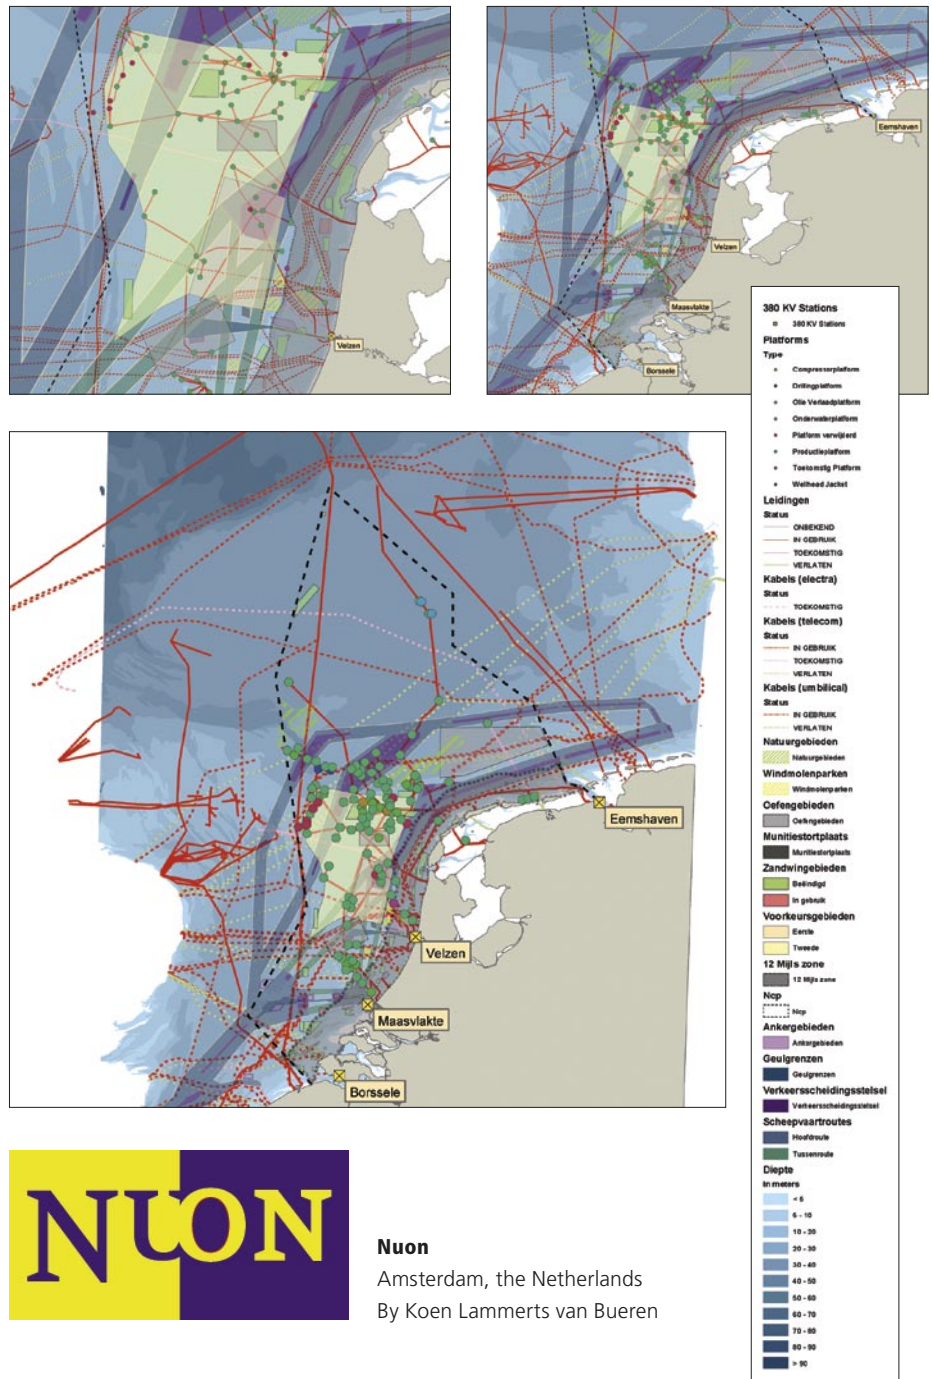 Velzen
Eemshaven
Velzen
Maasvlakte
Borssele
Eemshaven
Velzen
Maasvlakte
Borssele
380 KV Stations
380 KV Stations
Platforms
Type
Compressorplatform
Drillingplatform
Olie Verlaadplatform
Onderwaterplatform
Platform verwijderd
Productieplatform
Toekomstig Platform
Wellhead Jacket
Leidingen
Status
ONBEKEND
IN GEBRUIK
TOEKOMSTIG
VERLATEN
Kabels (electra)
Status
TOEKOMSTIG
Kabels (telecom)
Status
IN GEBRUIK
TOEKOMSTIG
VERLATEN
Kabels (umbilical)
Status
IN GEBRUIK
VERLATEN
Natuurgebieden
Natuurgebieden
Windmolenparken
Windmolenparken
Oefengebieden
Oefengebieden
Munitiestortplaats
Munitiestortplaats
Zandwingebieden
Beëindigd
In gebruik
Voorkeursgebieden
Eerste
Tweede
12 Mijls zone
12 Mijls zone
Ncp
Ncp
Ankergebieden
Ankergebieden
Geulgrenzen
Geulgrenzen
Verkeersscheidingsstelsel
Verkeersscheidingsstelsel
Scheepvaartroutes
Hoofdroute
Tussenroute
Diepte
In meters
< 5
5 - 10
10 - 20
20 - 30
30 - 40
40 - 50
50 - 60
60 - 70
70 - 80
80 - 90
> 90
NUON
Nuon
Amsterdam, the Netherlands
By Koen Lammerts van Bueren